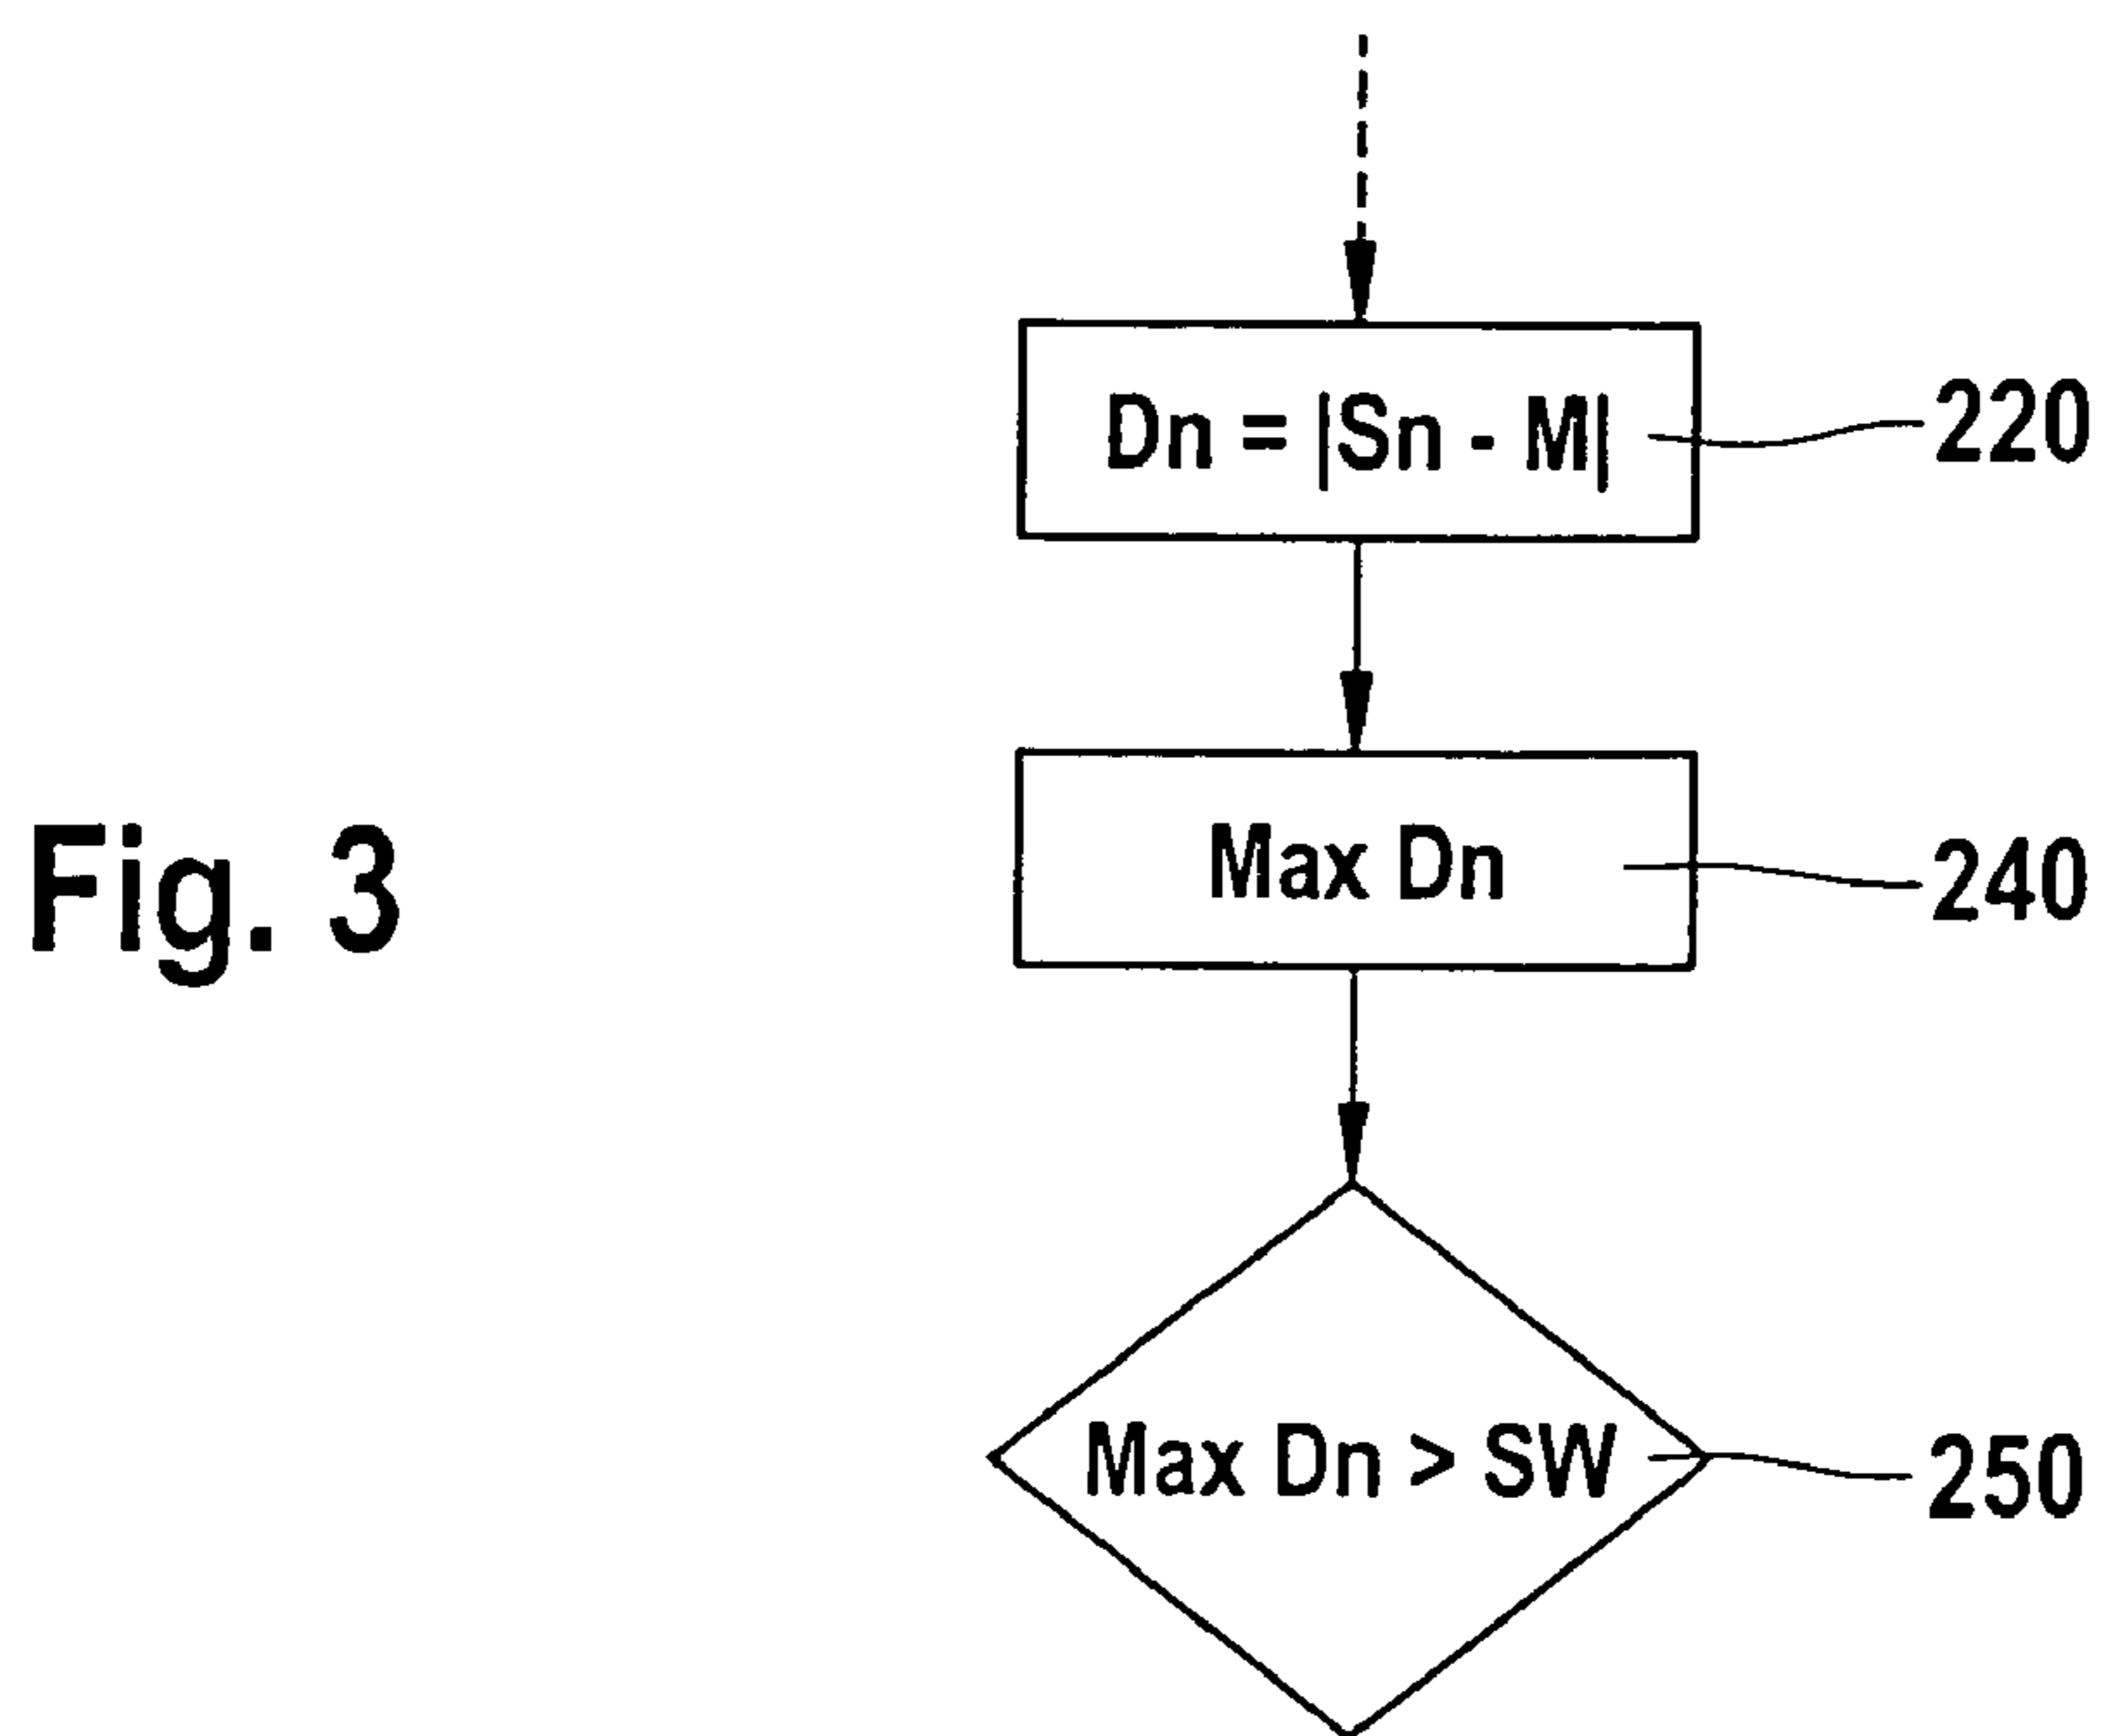 Dn = |Sn - M|
220
Max Dn
240
Fig. 3
Max Dn > SW
250